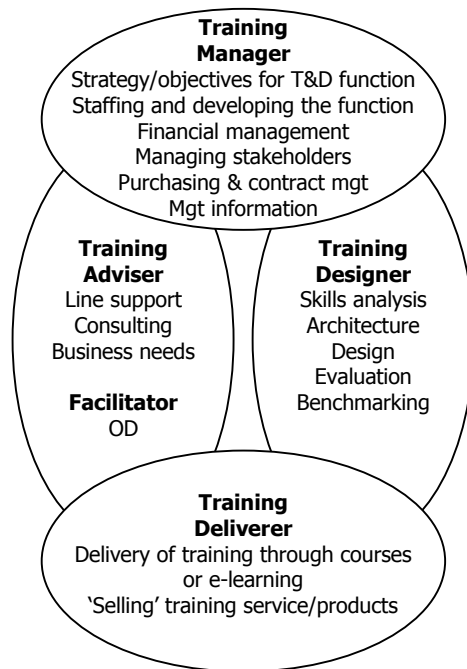 Training
Manager
Strategy/objectives for T&D function
Staffing and developing the function
Financial management
Managing stakeholders
Purchasing & contract mgt
Mgt information
Training
Adviser
Line support
Consulting
Business needs
Facilitator
OD
Training
Designer
Skills analysis
Architecture
Design
Evaluation
Benchmarking
Training
Deliverer
Delivery of training through courses
or e-learning
‘Selling’ training service/products